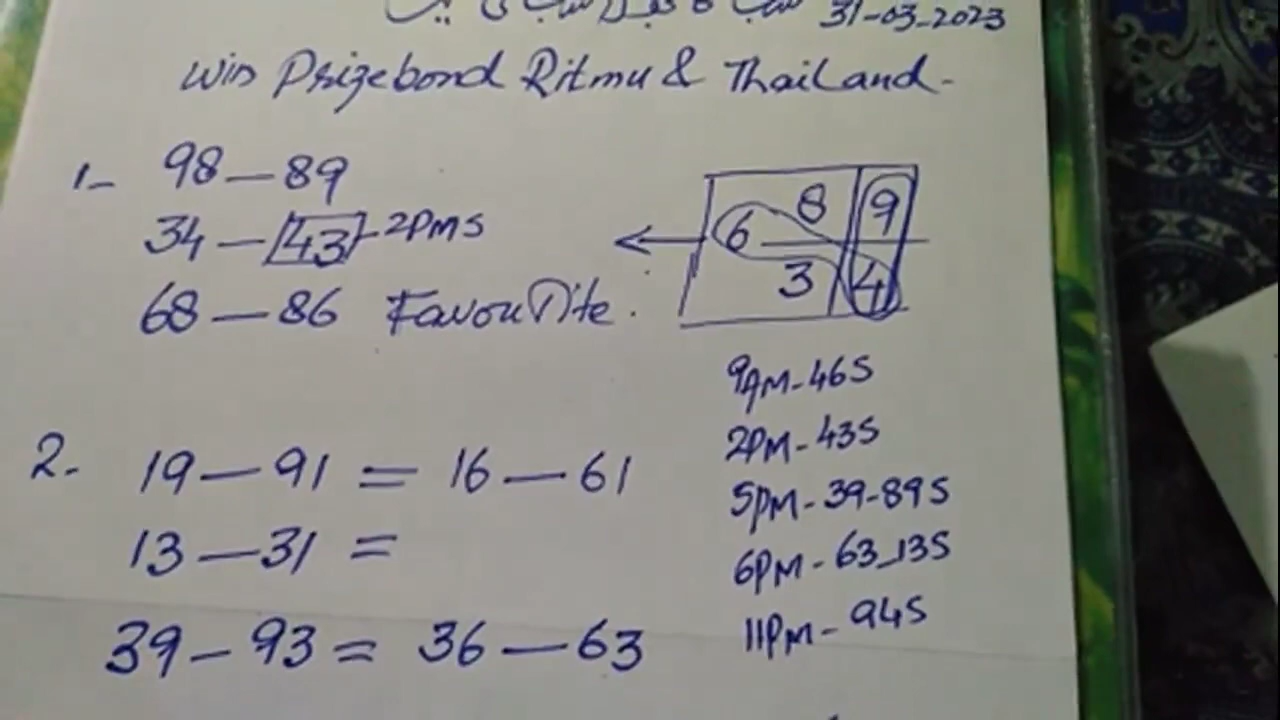 31-03-2023
Win Prizebond Ritmu & Thailand-
1- 98-89
34-43-2PMS
68-86 Favourite.
8 9
6
3 4
9AM-46S
2PM-43S
5PM-39-89S
6PM-63-13S
11PM-94S
2- 19-91=16-61
13-31=
39-93=36-63